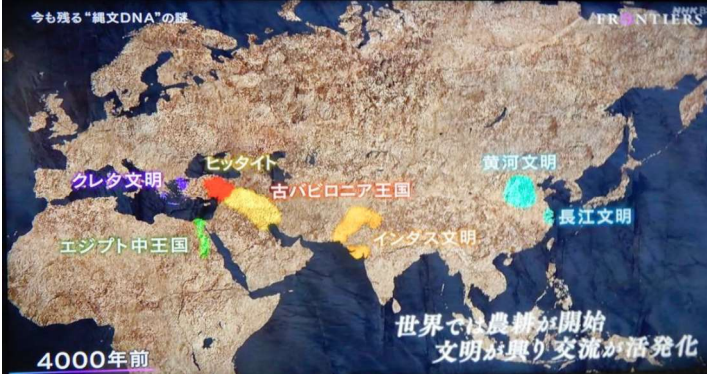 今も残る“縄文DNA”の謎
NHK
FRONTIERS
ヒッタイト
クレタ文明
古バビロニア王国
黄河文明
長江文明
エジプト中王国
インダス文明
世界では農耕が開始
文明が興り 交流が活発化
4000年前